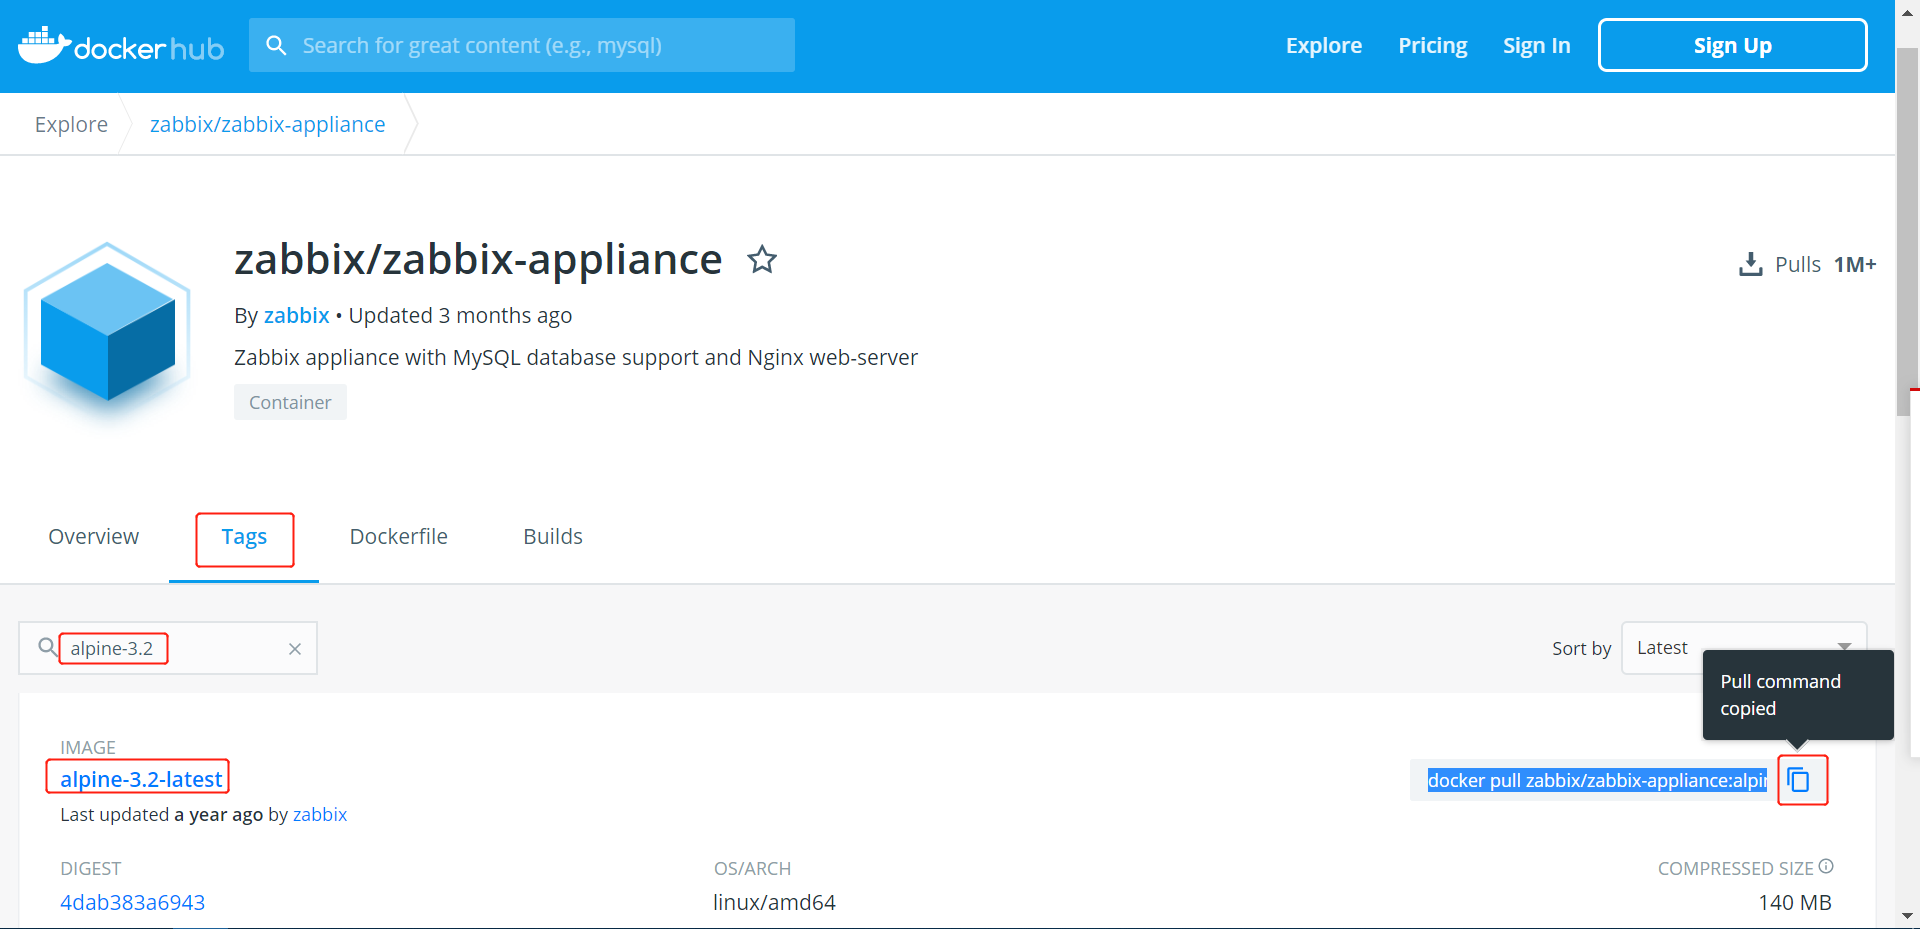 docker hub
Search for great content (e.g., mysql)
Explore
Pricing
Sign In
Sign Up
Explore
zabbix/zabbix-appliance
zabbix/zabbix-appliance
Pulls 1M+
By zabbix • Updated 3 months ago
Zabbix appliance with MySQL database support and Nginx web-server
Container
Overview
Tags
Dockerfile
Builds
alpine-3.2
Sort by
Latest
Pull command
copied
IMAGE
alpine-3.2-latest
docker pull zabbix/zabbix-appliance:alpin
Last updated a year ago by zabbix
DIGEST
OS/ARCH
COMPRESSED SIZE
4dab383a6943
linux/amd64
140 MB